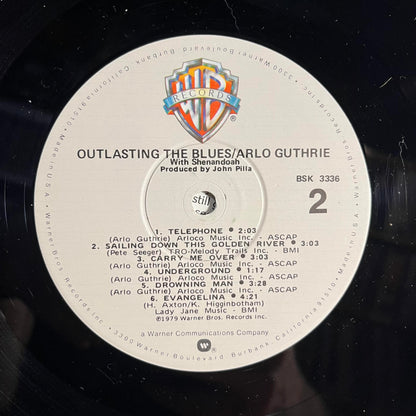 WB
RECORDS
®
OUTLASTING THE BLUES/ARLO GUTHRIE
With Shenandoah
Produced by John Pilla
BSK 3336
2
still
1. TELEPHONE • 2:03
(Arlo Guthrie) Arloco Music Inc. - ASCAP
2. SAILING DOWN THIS GOLDEN RIVER • 3:03
(Pete Seeger) TRO-Melody Trails Inc. - BMI
3. CARRY ME OVER • 3:03
(Arlo Guthrie) Arloco Music Inc. - ASCAP
4. UNDERGROUND • 1:17
(Arlo Guthrie) Arloco Music Inc. - ASCAP
5. DROWNING MAN • 3:28
(Arlo Guthrie) Arloco Music Inc. - ASCAP
6. EVANGELINA • 4:21
(H. Axton/K. Higginbotham)
Lady Jane Music - BMI
℗1979 Warner Bros. Records Inc.
a Warner Communications Company
Made in U.S.A. • Warner Bros. Records Inc. • 3300 Warner Boulevard Burbank, California 91510 •